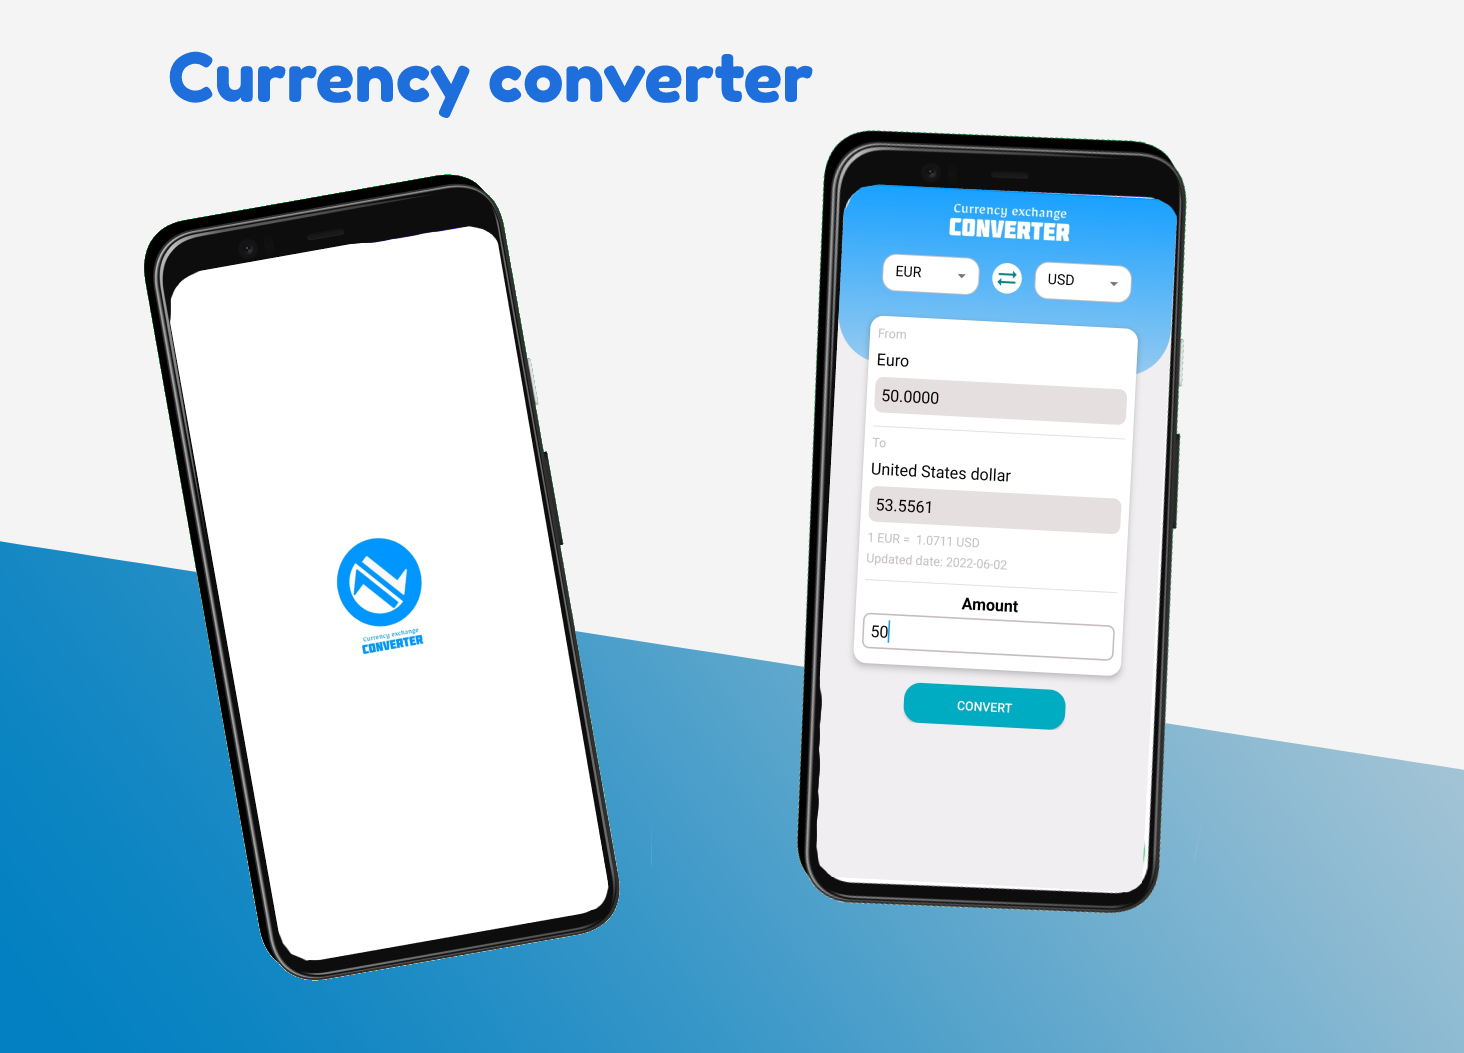 Currency converter
Currency exchange
CONVERTER
Currency exchange
CONVERTER
EUR
USD
From
Euro
50.0000
To
United States dollar
53.5561
1 EUR = 1.0711 USD
Updated date: 2022-06-02
Amount
50
CONVERT